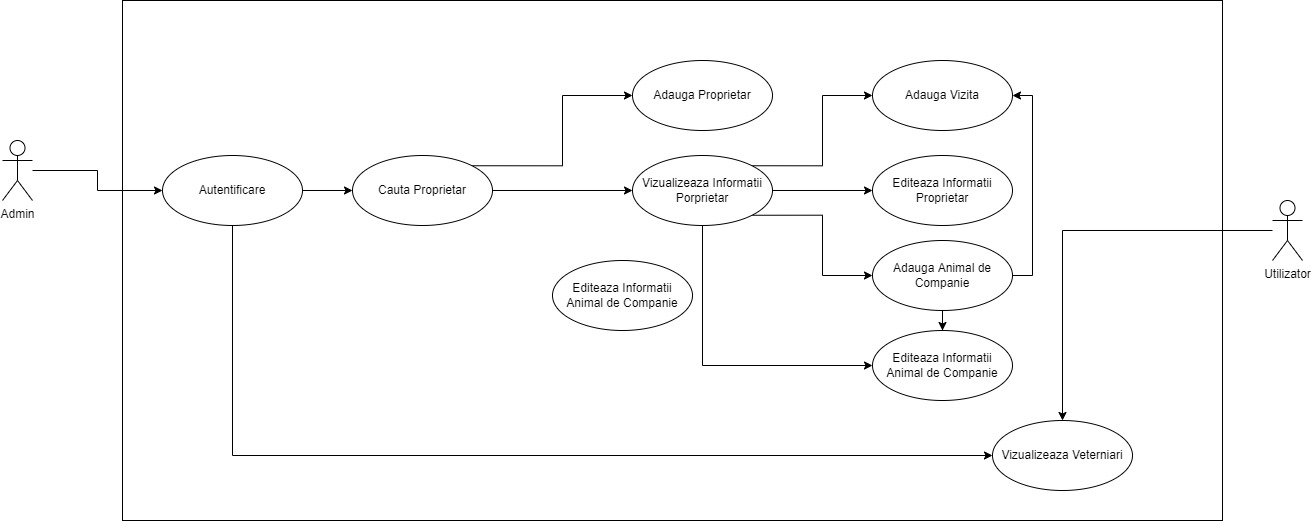 Adauga Proprietar
Adauga Vizita
Admin
Autentificare
Cauta Proprietar
Vizualizeaza Informatii
Porprietar
Editeaza Informatii
Proprietar
Utilizator
Adauga Animal de
Companie
Editeaza Informatii
Animal de Companie
Editeaza Informatii
Animal de Companie
Vizualizeaza Veterniari